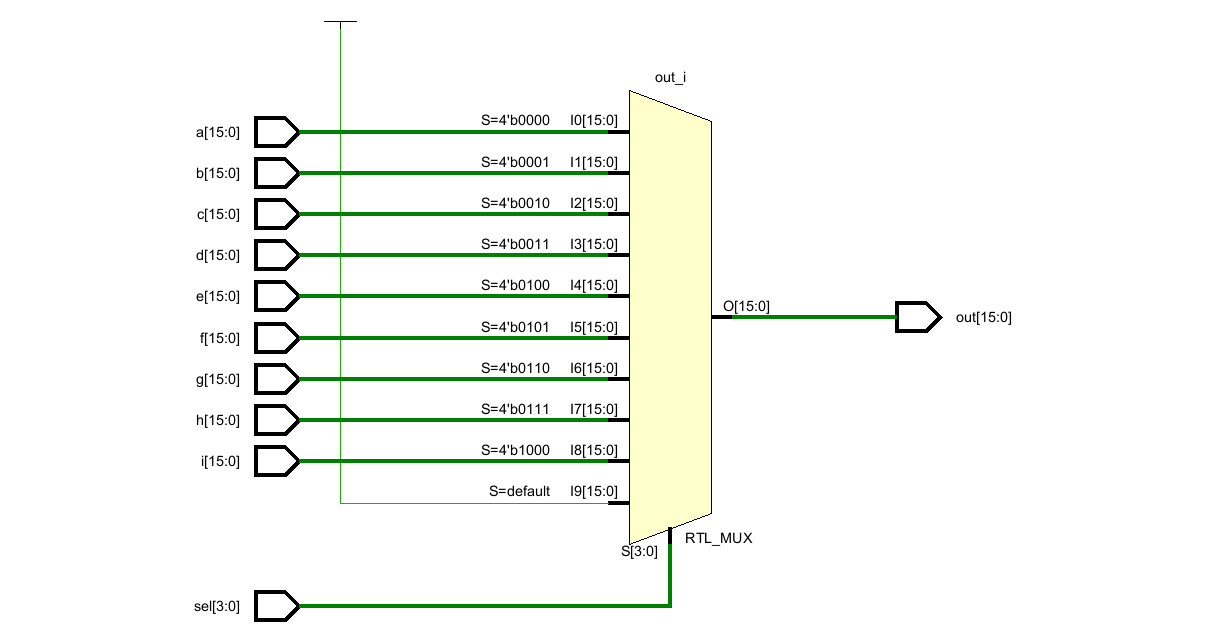 out_i
a[15:0] S=4'b0000 I0[15:0]
b[15:0] S=4'b0001 I1[15:0]
c[15:0] S=4'b0010 I2[15:0]
d[15:0] S=4'b0011 I3[15:0]
e[15:0] S=4'b0100 I4[15:0]
O[15:0] out[15:0]
f[15:0] S=4'b0101 I5[15:0]
g[15:0] S=4'b0110 I6[15:0]
h[15:0] S=4'b0111 I7[15:0]
i[15:0] S=4'b1000 I8[15:0]
S=default I9[15:0]
RTL_MUX
S[3:0]
sel[3:0]